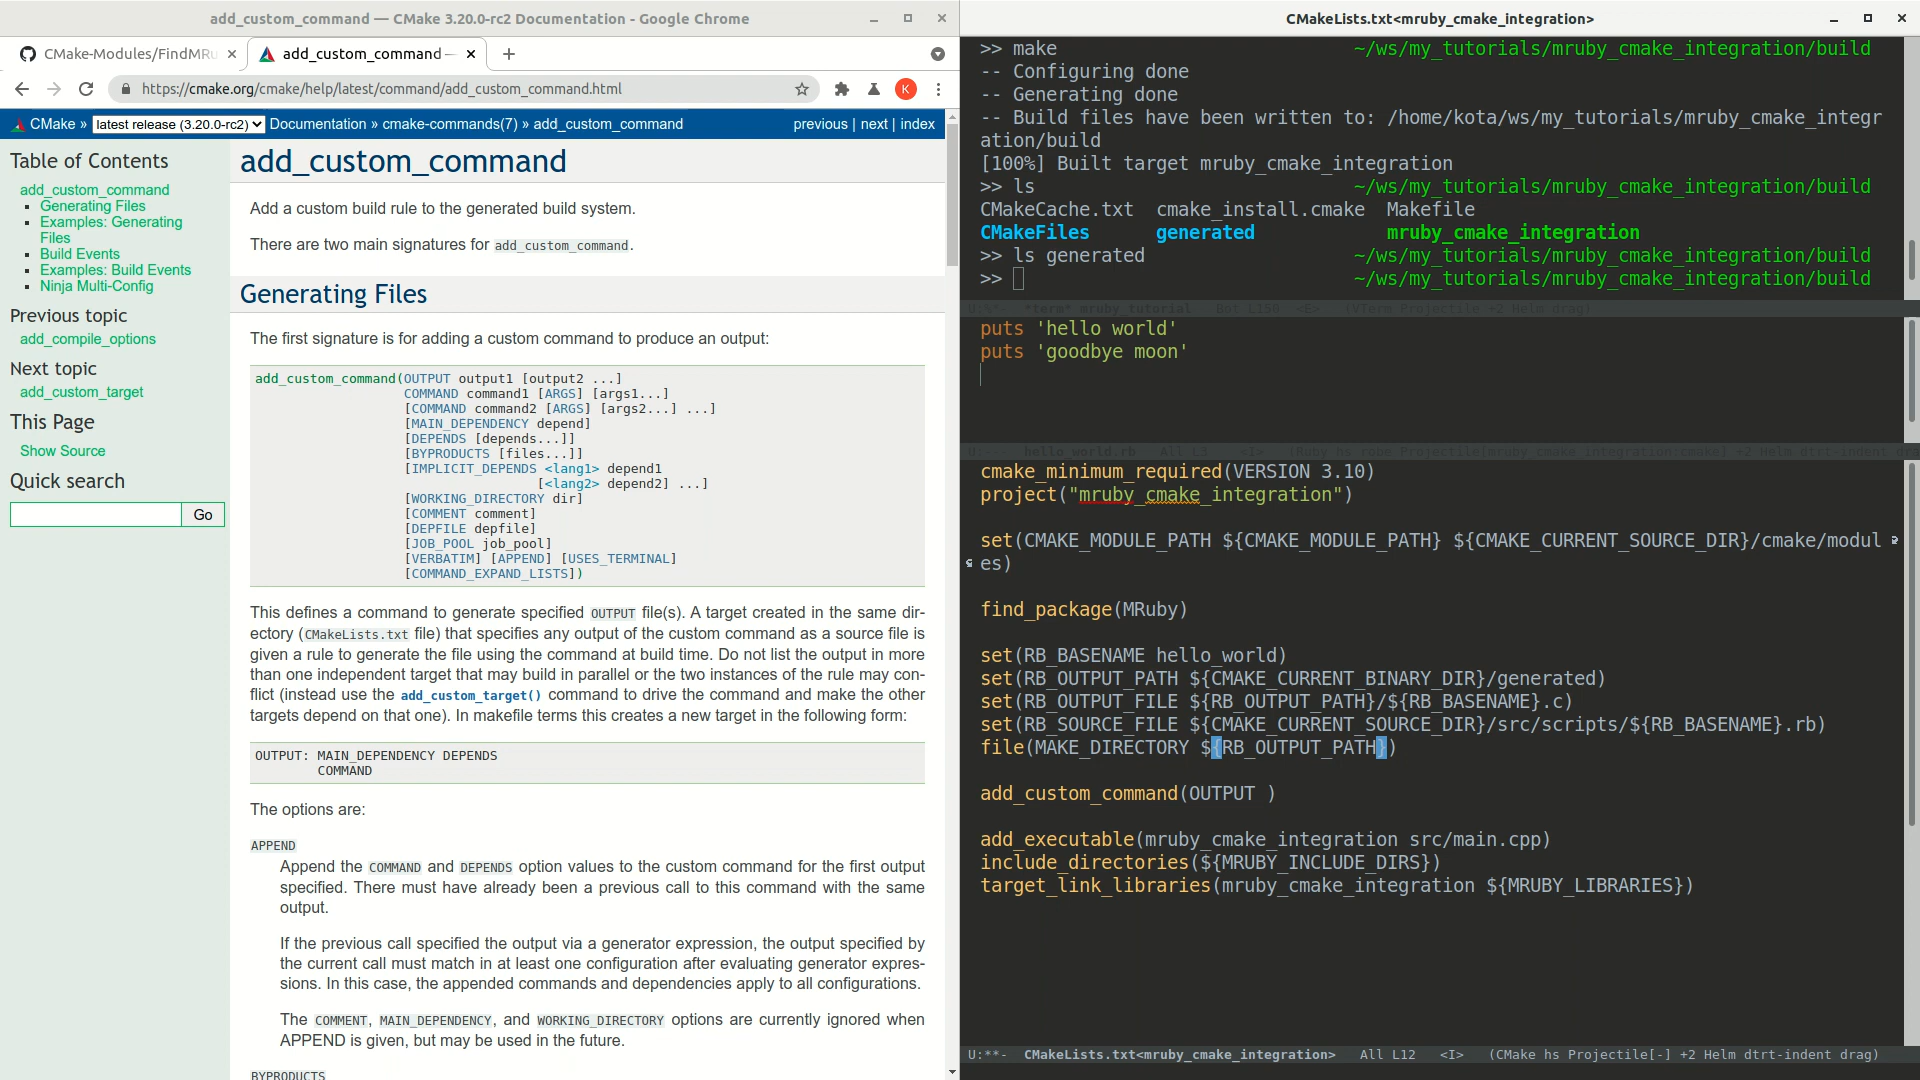 add_custom_command — CMake 3.20.0-rc2 Documentation - Google Chrome
CMake-Modules/FindMRu
add_custom_command —
https://cmake.org/cmake/help/latest/command/add_custom_command.html
K
CMake » latest release (3.20.0-rc2) Documentation » cmake-commands(7) » add_custom_command
previous | next | index
Table of Contents
add_custom_command
Generating Files
Examples: Generating
Files
Build Events
Examples: Build Events
Ninja Multi-Config
Previous topic
add_compile_options
Next topic
add_custom_target
This Page
Show Source
Quick search
Go
add_custom_command
Add a custom build rule to the generated build system.
There are two main signatures for add_custom_command.
Generating Files
The first signature is for adding a custom command to produce an output:
add_custom_command(OUTPUT output1 [output2 ...]
COMMAND command1 [ARGS] [args1...]
[COMMAND command2 [ARGS] [args2...] ...]
[MAIN_DEPENDENCY depend]
[DEPENDS [depends...]]
[BYPRODUCTS [files...]]
[IMPLICIT_DEPENDS <lang1> depend1
[<lang2> depend2] ...]
[WORKING_DIRECTORY dir]
[COMMENT comment]
[DEPFILE depfile]
[JOB_POOL job_pool]
[VERBATIM] [APPEND] [USES_TERMINAL]
[COMMAND_EXPAND_LISTS])
This defines a command to generate specified OUTPUT file(s). A target created in the same dir-
ectory (CMakeLists.txt file) that specifies any output of the custom command as a source file is
given a rule to generate the file using the command at build time. Do not list the output in more
than one independent target that may build in parallel or the two instances of the rule may con-
flict (instead use the add_custom_target() command to drive the command and make the other
targets depend on that one). In makefile terms this creates a new target in the following form:
OUTPUT: MAIN_DEPENDENCY DEPENDS
COMMAND
The options are:
APPEND
Append the COMMAND and DEPENDS option values to the custom command for the first output
specified. There must have already been a previous call to this command with the same
output.
If the previous call specified the output via a generator expression, the output specified by
the current call must match in at least one configuration after evaluating generator expres-
sions. In this case, the appended commands and dependencies apply to all configurations.
The COMMENT, MAIN_DEPENDENCY, and WORKING_DIRECTORY options are currently ignored when
APPEND is given, but may be used in the future.
BYPRODUCTS
CMakeLists.txt<mruby_cmake_integration>
>> make ~/ws/my_tutorials/mruby_cmake_integration/build
-- Configuring done
-- Generating done
-- Build files have been written to: /home/kota/ws/my_tutorials/mruby_cmake_integr
ation/build
[100%] Built target mruby_cmake_integration
>> ls ~/ws/my_tutorials/mruby_cmake_integration/build
CMakeCache.txt cmake_install.cmake Makefile
CMakeFiles generated mruby_cmake_integration
>> ls generated ~/ws/my_tutorials/mruby_cmake_integration/build
>> ~/ws/my_tutorials/mruby_cmake_integration/build
U:%*- *term* mruby_tutorial Bot L150 <E> (VTerm Projectile +2 Helm drag)
puts 'hello world'
puts 'goodbye moon'
hello_world.rb All L3 <I>
cmake_minimum_required(VERSION 3.10)
project("mruby_cmake_integration")
set(CMAKE_MODULE_PATH ${CMAKE_MODULE_PATH} ${CMAKE_CURRENT_SOURCE_DIR}/cmake/modul
es)
find_package(MRuby)
set(RB_BASENAME hello_world)
set(RB_OUTPUT_PATH ${CMAKE_CURRENT_BINARY_DIR}/generated)
set(RB_OUTPUT_FILE ${RB_OUTPUT_PATH}/${RB_BASENAME}.c)
set(RB_SOURCE_FILE ${CMAKE_CURRENT_SOURCE_DIR}/src/scripts/${RB_BASENAME}.rb)
file(MAKE_DIRECTORY ${RB_OUTPUT_PATH})
add_custom_command(OUTPUT )
add_executable(mruby_cmake_integration src/main.cpp)
include_directories(${MRUBY_INCLUDE_DIRS})
target_link_libraries(mruby_cmake_integration ${MRUBY_LIBRARIES})
U:**- CMakeLists.txt<mruby_cmake_integration> All L12 <I> (CMake hs Projectile[-] +2 Helm dtrt-indent drag)